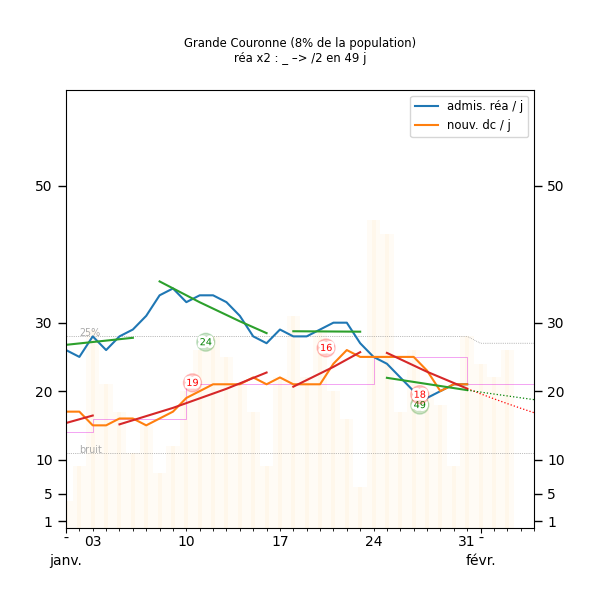 Grande Couronne (8% de la population)
réa x2 : _ –> /2 en 49 j
admis. réa / j
nouv. dc / j
50
50
30
30
25%
24
16
19
20
20
18
49
bruit
10
10
5
5
1
1
- 03 10 17 24 31 -
janv. févr.